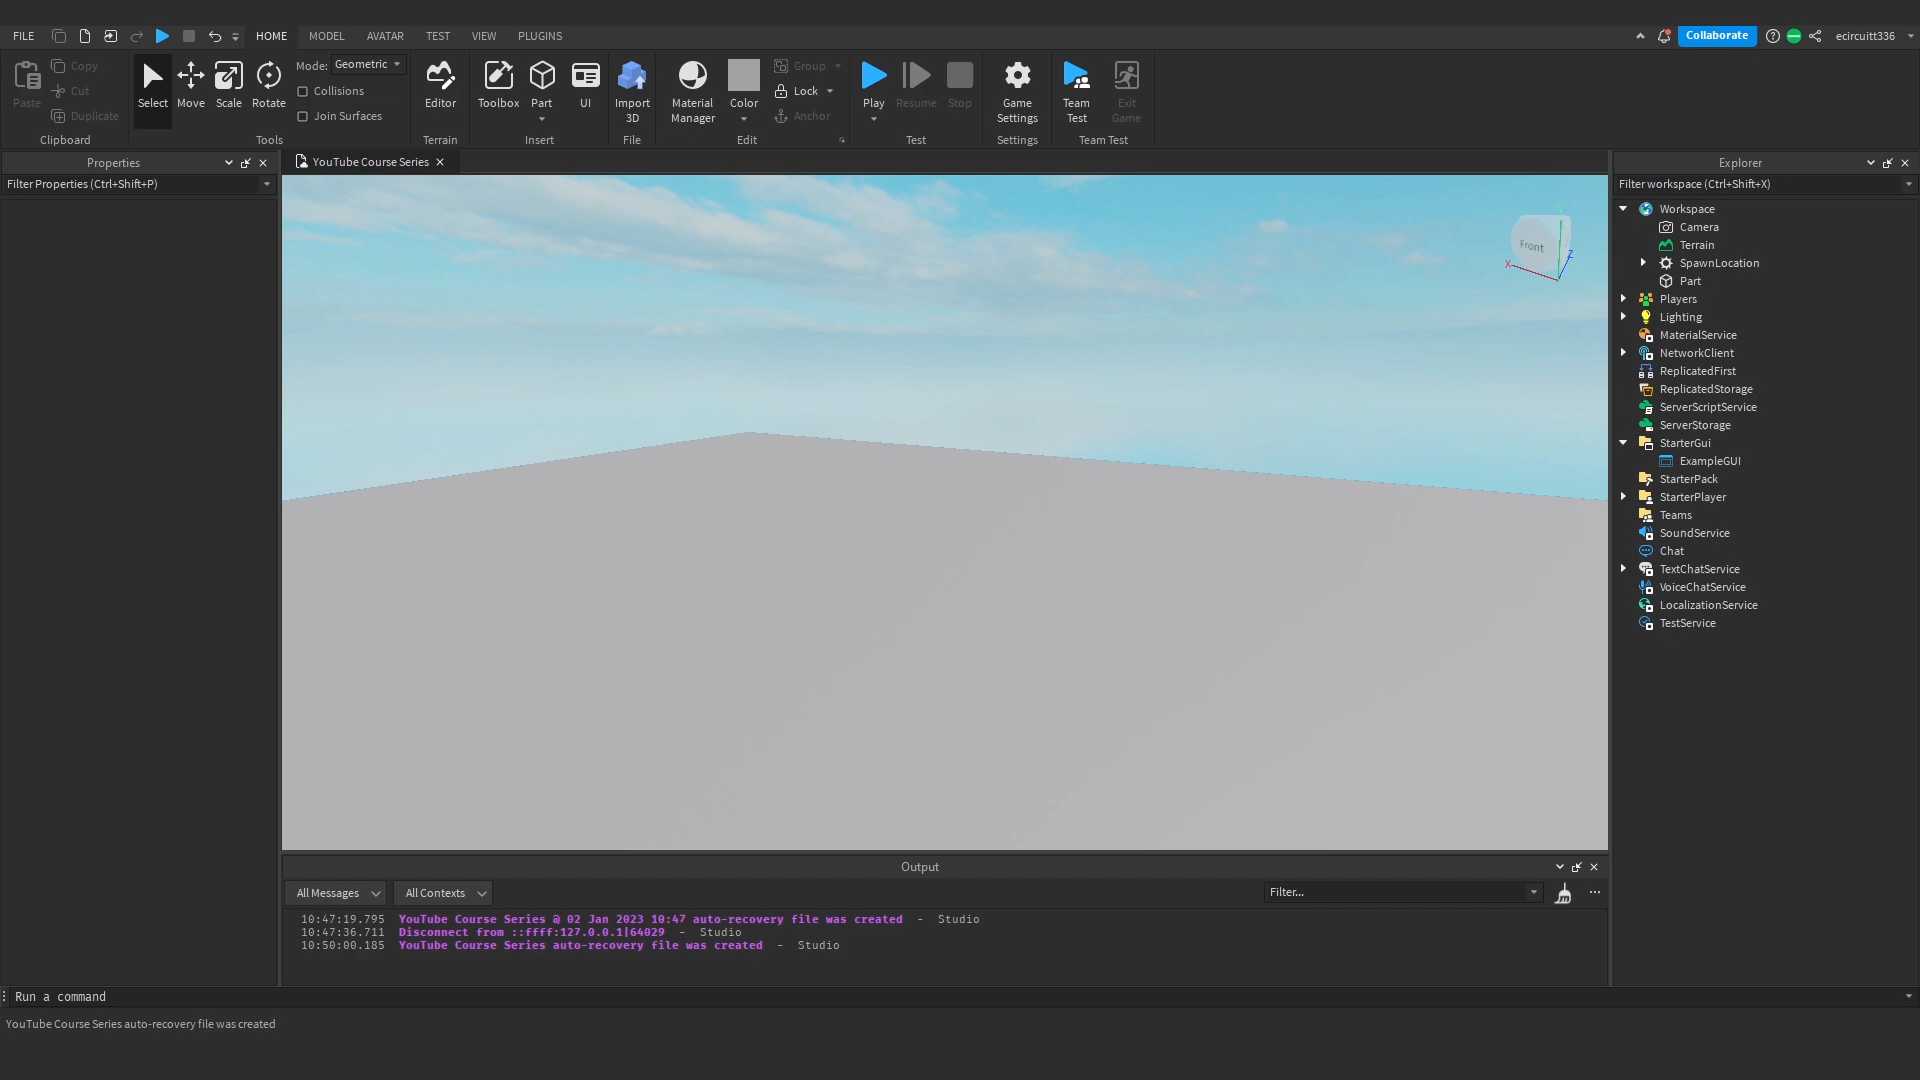 FILE HOME MODEL AVATAR TEST VIEW PLUGINS Collaborate ecircuitt336
Paste Copy Cut Duplicate Clipboard
Select Move Scale Rotate
Mode: Geometric
Collisions
Join Surfaces
Tools
Editor
Terrain
Toolbox Part UI
Insert
Import 3D
File
Material Manager Color
Group
Lock
Anchor
Edit
Play Resume Stop
Test
Game Settings
Settings
Team Test Exit Game
Team Test
Properties
Filter Properties (Ctrl+Shift+P)
YouTube Course Series
Front
X
Z
Explorer
Filter workspace (Ctrl+Shift+X)
Workspace
Camera
Terrain
SpawnLocation
Part
Players
Lighting
MaterialService
NetworkClient
ReplicatedFirst
ReplicatedStorage
ServerScriptService
ServerStorage
StarterGui
ExampleGUI
StarterPack
StarterPlayer
Teams
SoundService
Chat
TextChatService
VoiceChatService
LocalizationService
TestService
Output
All Messages All Contexts Filter...
10:47:19.795 YouTube Course Series @ 02 Jan 2023 10:47 auto-recovery file was created - Studio
10:47:36.711 Disconnect from ::ffff:127.0.0.1|64029 - Studio
10:50:00.185 YouTube Course Series auto-recovery file was created - Studio
Run a command
YouTube Course Series auto-recovery file was created